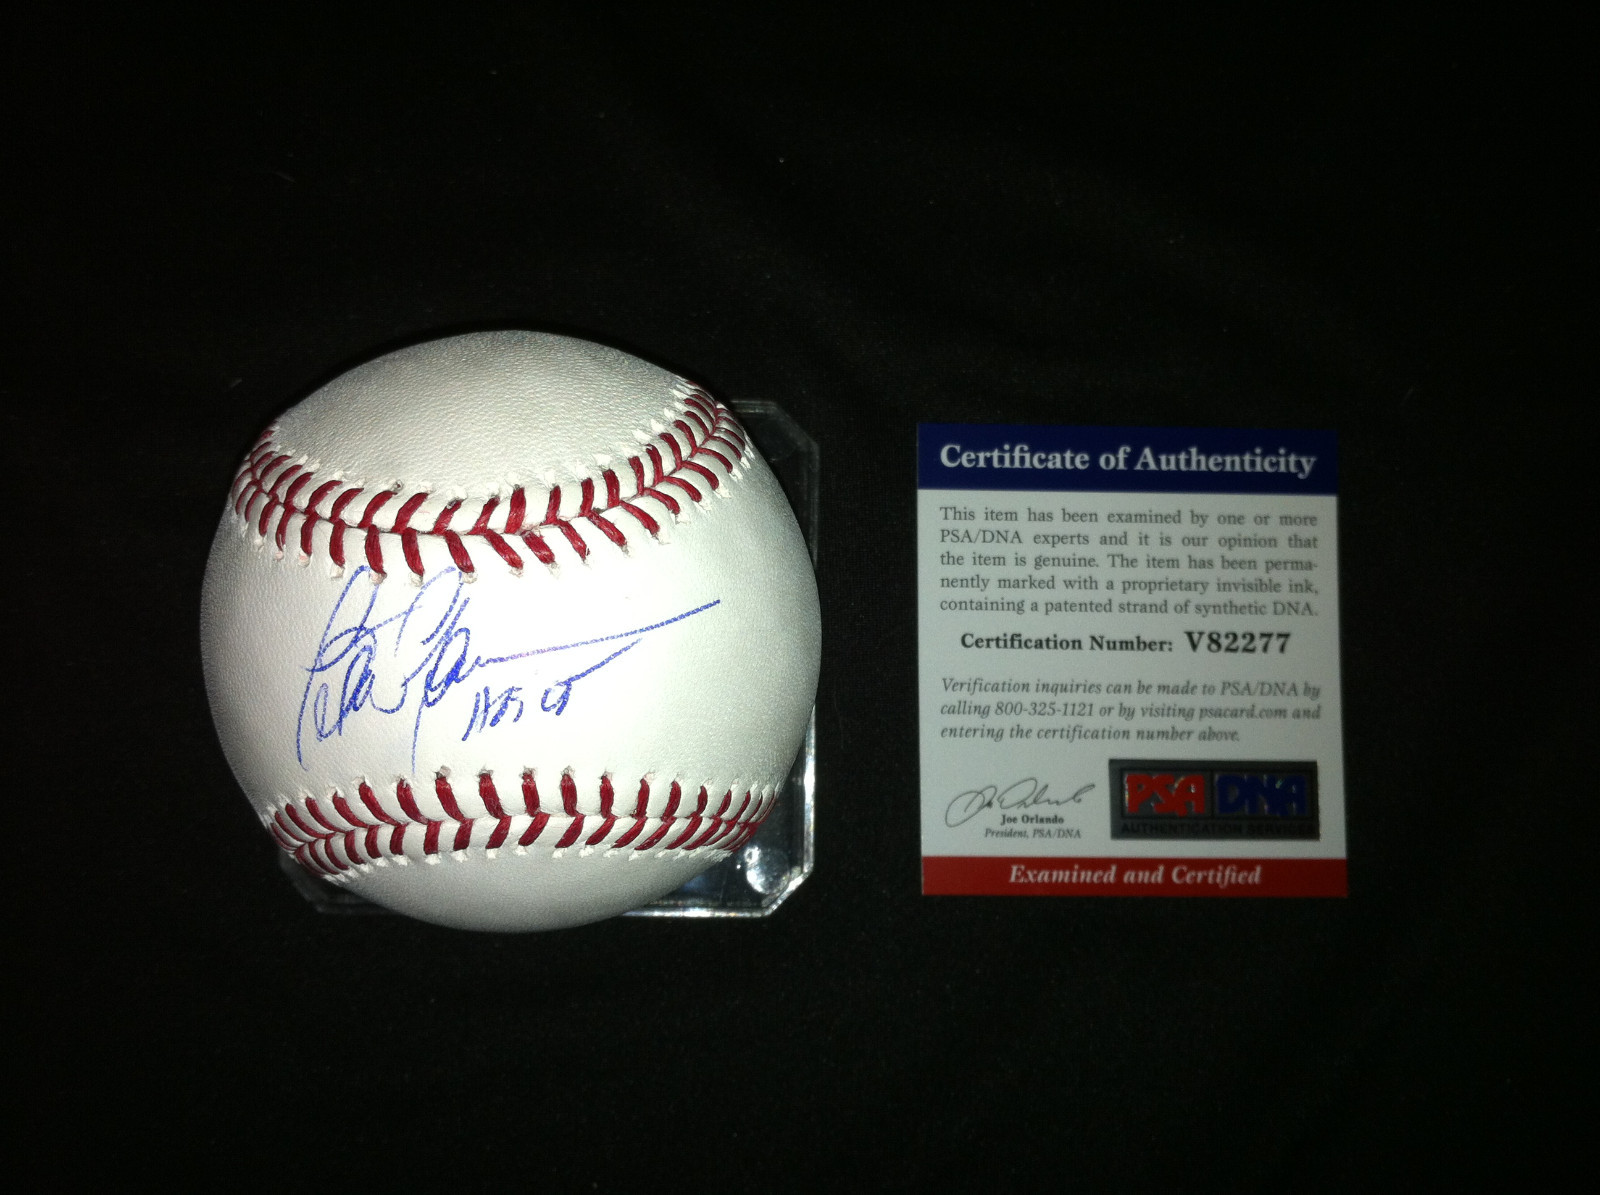 Certificate of Authenticity
This item has been examined by one or more
PSA/DNA experts and it is our opinion that
the item is genuine. The item has been perma-
nently marked with a proprietary invisible ink,
containing a patented strand of synthetic DNA.
Certification Number: V82277
Verification inquiries can be made to PSA/DNA by
calling 800-325-1121 or by visiting psacard.com and
entering the certification number above.
Joe Orlando
President, PSA/DNA
PSA DNA
AUTHENTICATION SERVICES
Examined and Certified